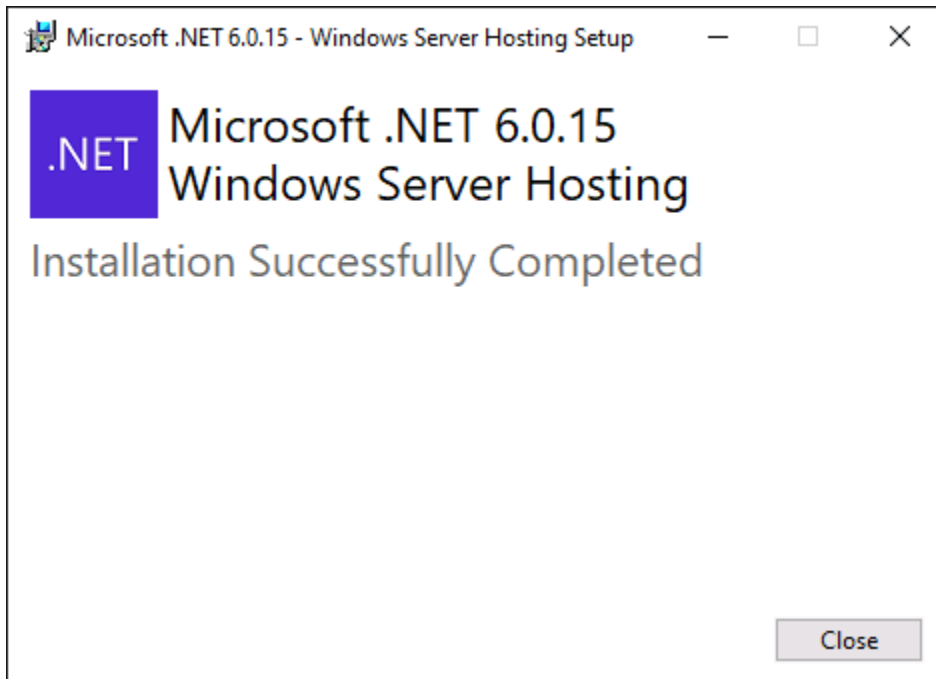 Microsoft .NET 6.0.15 - Windows Server Hosting Setup
.NET
Microsoft .NET 6.0.15
Windows Server Hosting
Installation Successfully Completed
Close